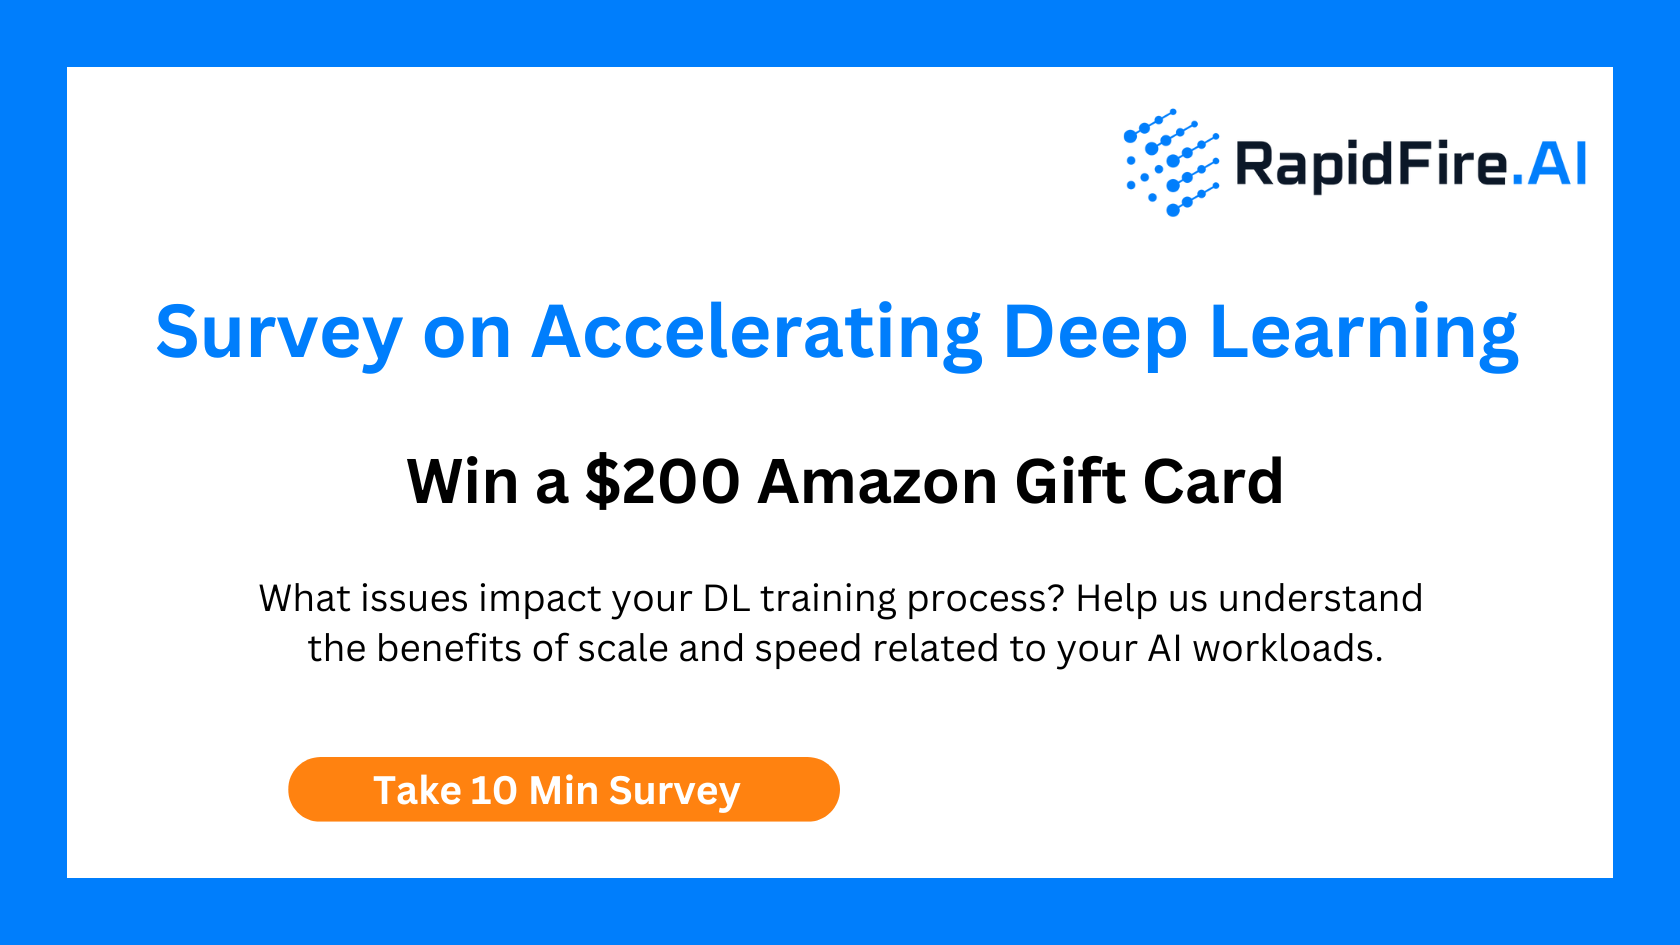 RapidFire.AI
Survey on Accelerating Deep Learning
Win a $200 Amazon Gift Card
What issues impact your DL training process? Help us understand
the benefits of scale and speed related to your AI workloads.
Take 10 Min Survey